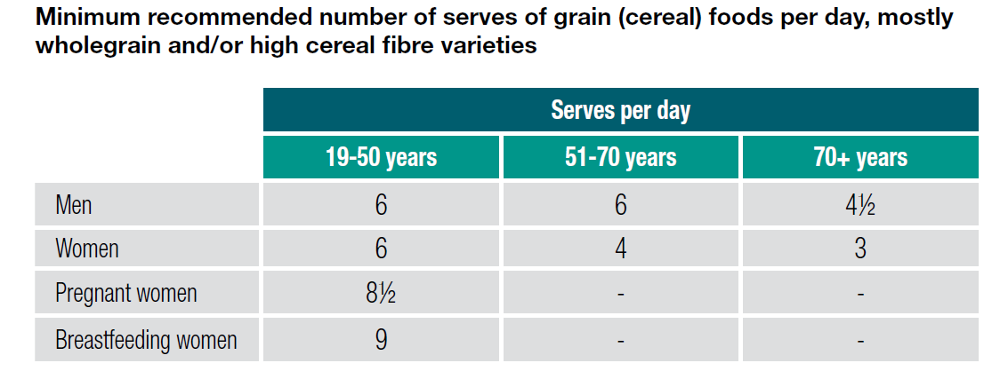 Minimum recommended number of serves of grain (cereal) foods per day, mostly
wholegrain and/or high cereal fibre varieties
Serves per day
19-50 years 51-70 years 70+ years
Men 6 6 4½
Women 6 4 3
Pregnant women 8½ - -
Breastfeeding women 9 - -